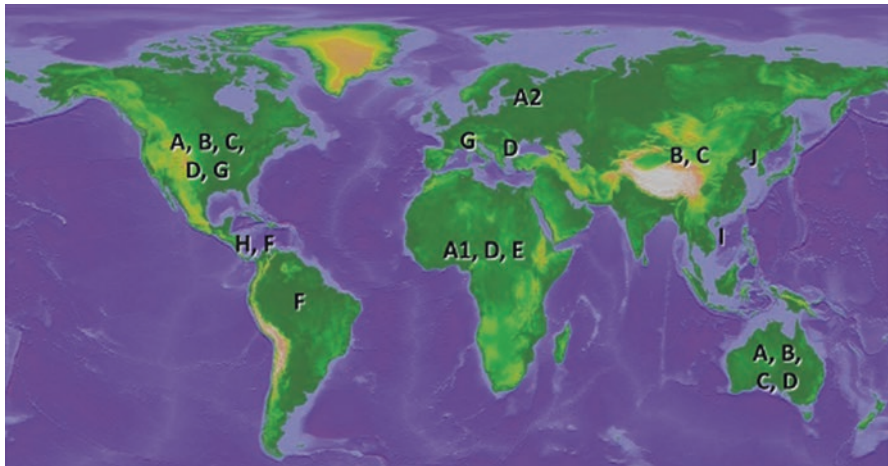 A2
A, B, C,
D, G
G
D
B, C
J
H, F
A1, D, E
I
F
A, B,
C, D